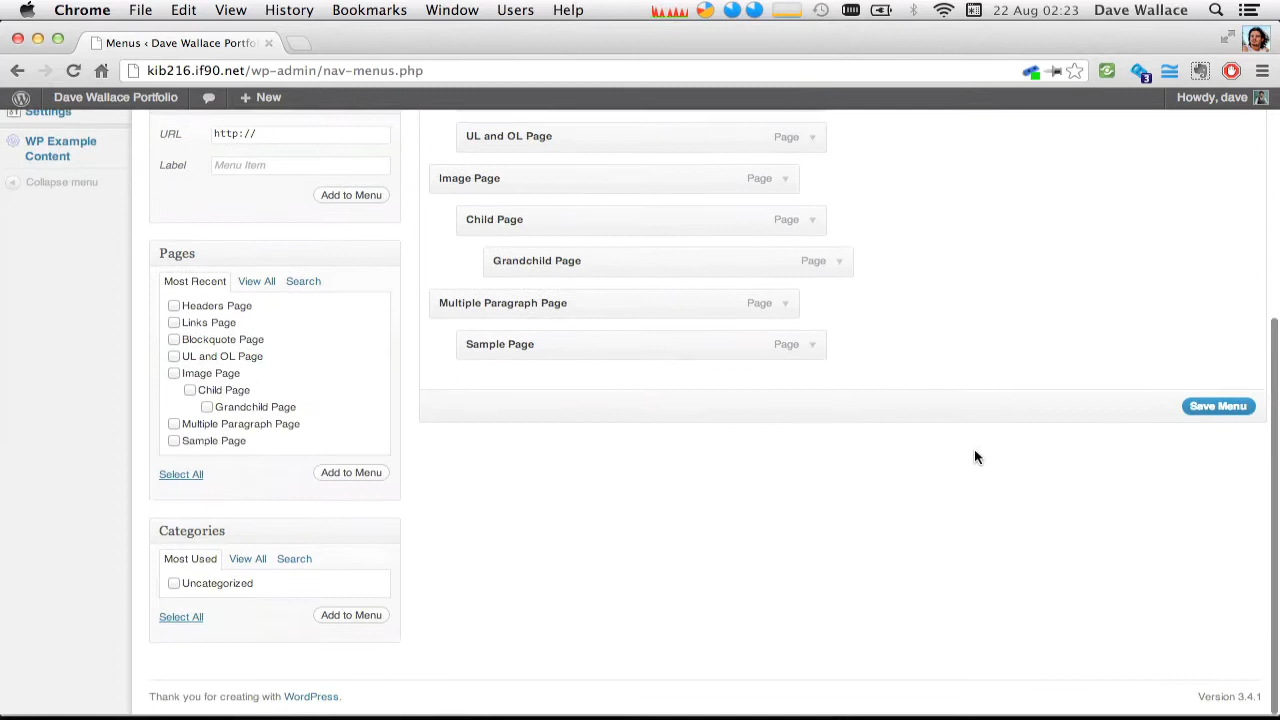 Chrome File Edit View History Bookmarks Window Users Help 22 Aug 02:23 Dave Wallace
Menus ‹ Dave Wallace Portfo
kib216.if90.net/wp-admin/nav-menus.php
3
Dave Wallace Portfolio + New Howdy, dave
Settings
WP Example
Content
Collapse menu
URL http://
Label Menu Item
Add to Menu
Pages
Most Recent View All Search
Headers Page
Links Page
Blockquote Page
UL and OL Page
Image Page
Child Page
Grandchild Page
Multiple Paragraph Page
Sample Page
Select All Add to Menu
Categories
Most Used View All Search
Uncategorized
Select All Add to Menu
UL and OL Page Page
Image Page Page
Child Page Page
Grandchild Page Page
Multiple Paragraph Page Page
Sample Page Page
Save Menu
Thank you for creating with WordPress. Version 3.4.1